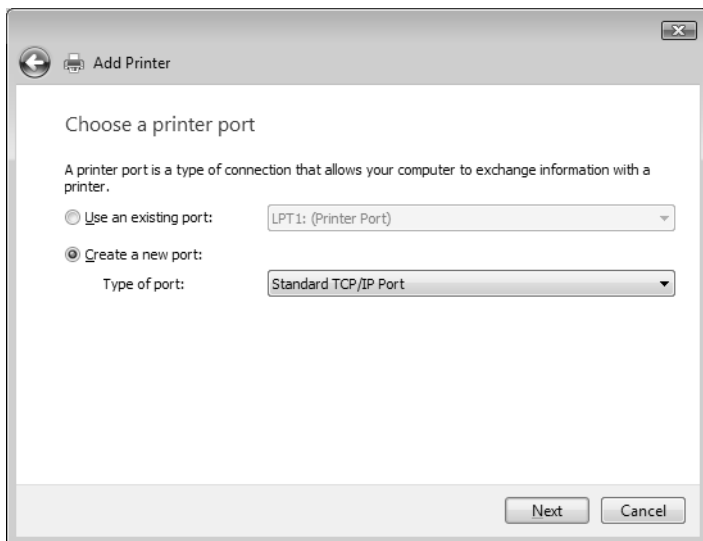 Add Printer
Choose a printer port
A printer port is a type of connection that allows your computer to exchange information with a
printer.
Use an existing port: LPT1: (Printer Port)
Create a new port:
Type of port: Standard TCP/IP Port
Next Cancel